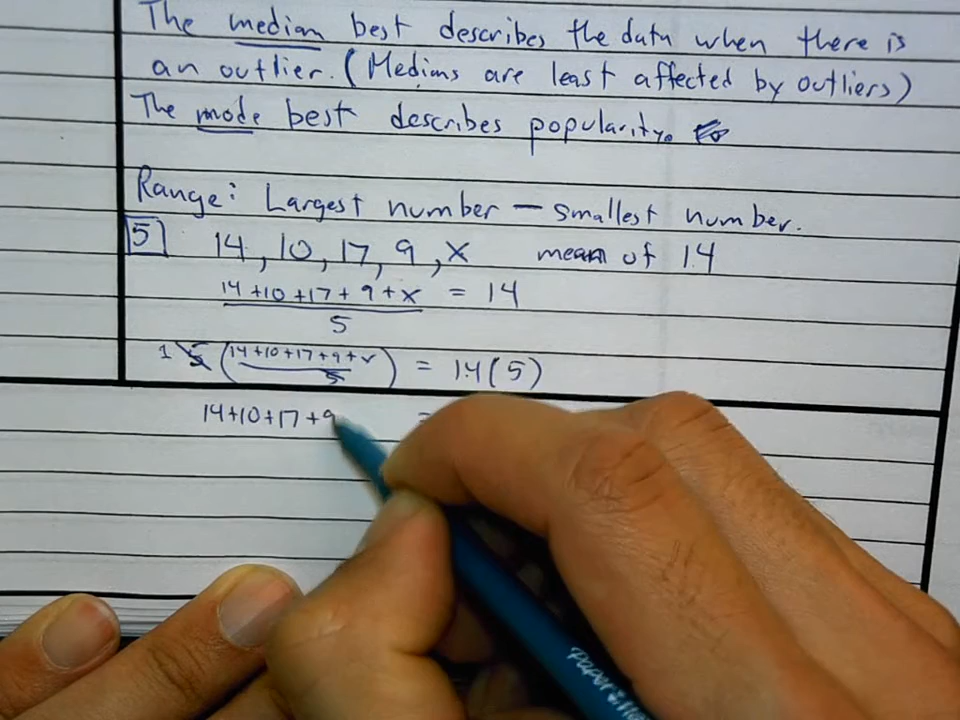 The median best describes the data when there is
an outlier. (Medians are least affected by outliers)
The mode best describes popularity.
Range: Largest number - smallest number.
5 14, 10, 17, 9, x mean of 14
14+10+17+9+x = 14
5
1 5 (14+10+17+9+x) = 14(5)
5
14+10+17+9 =
Paper: